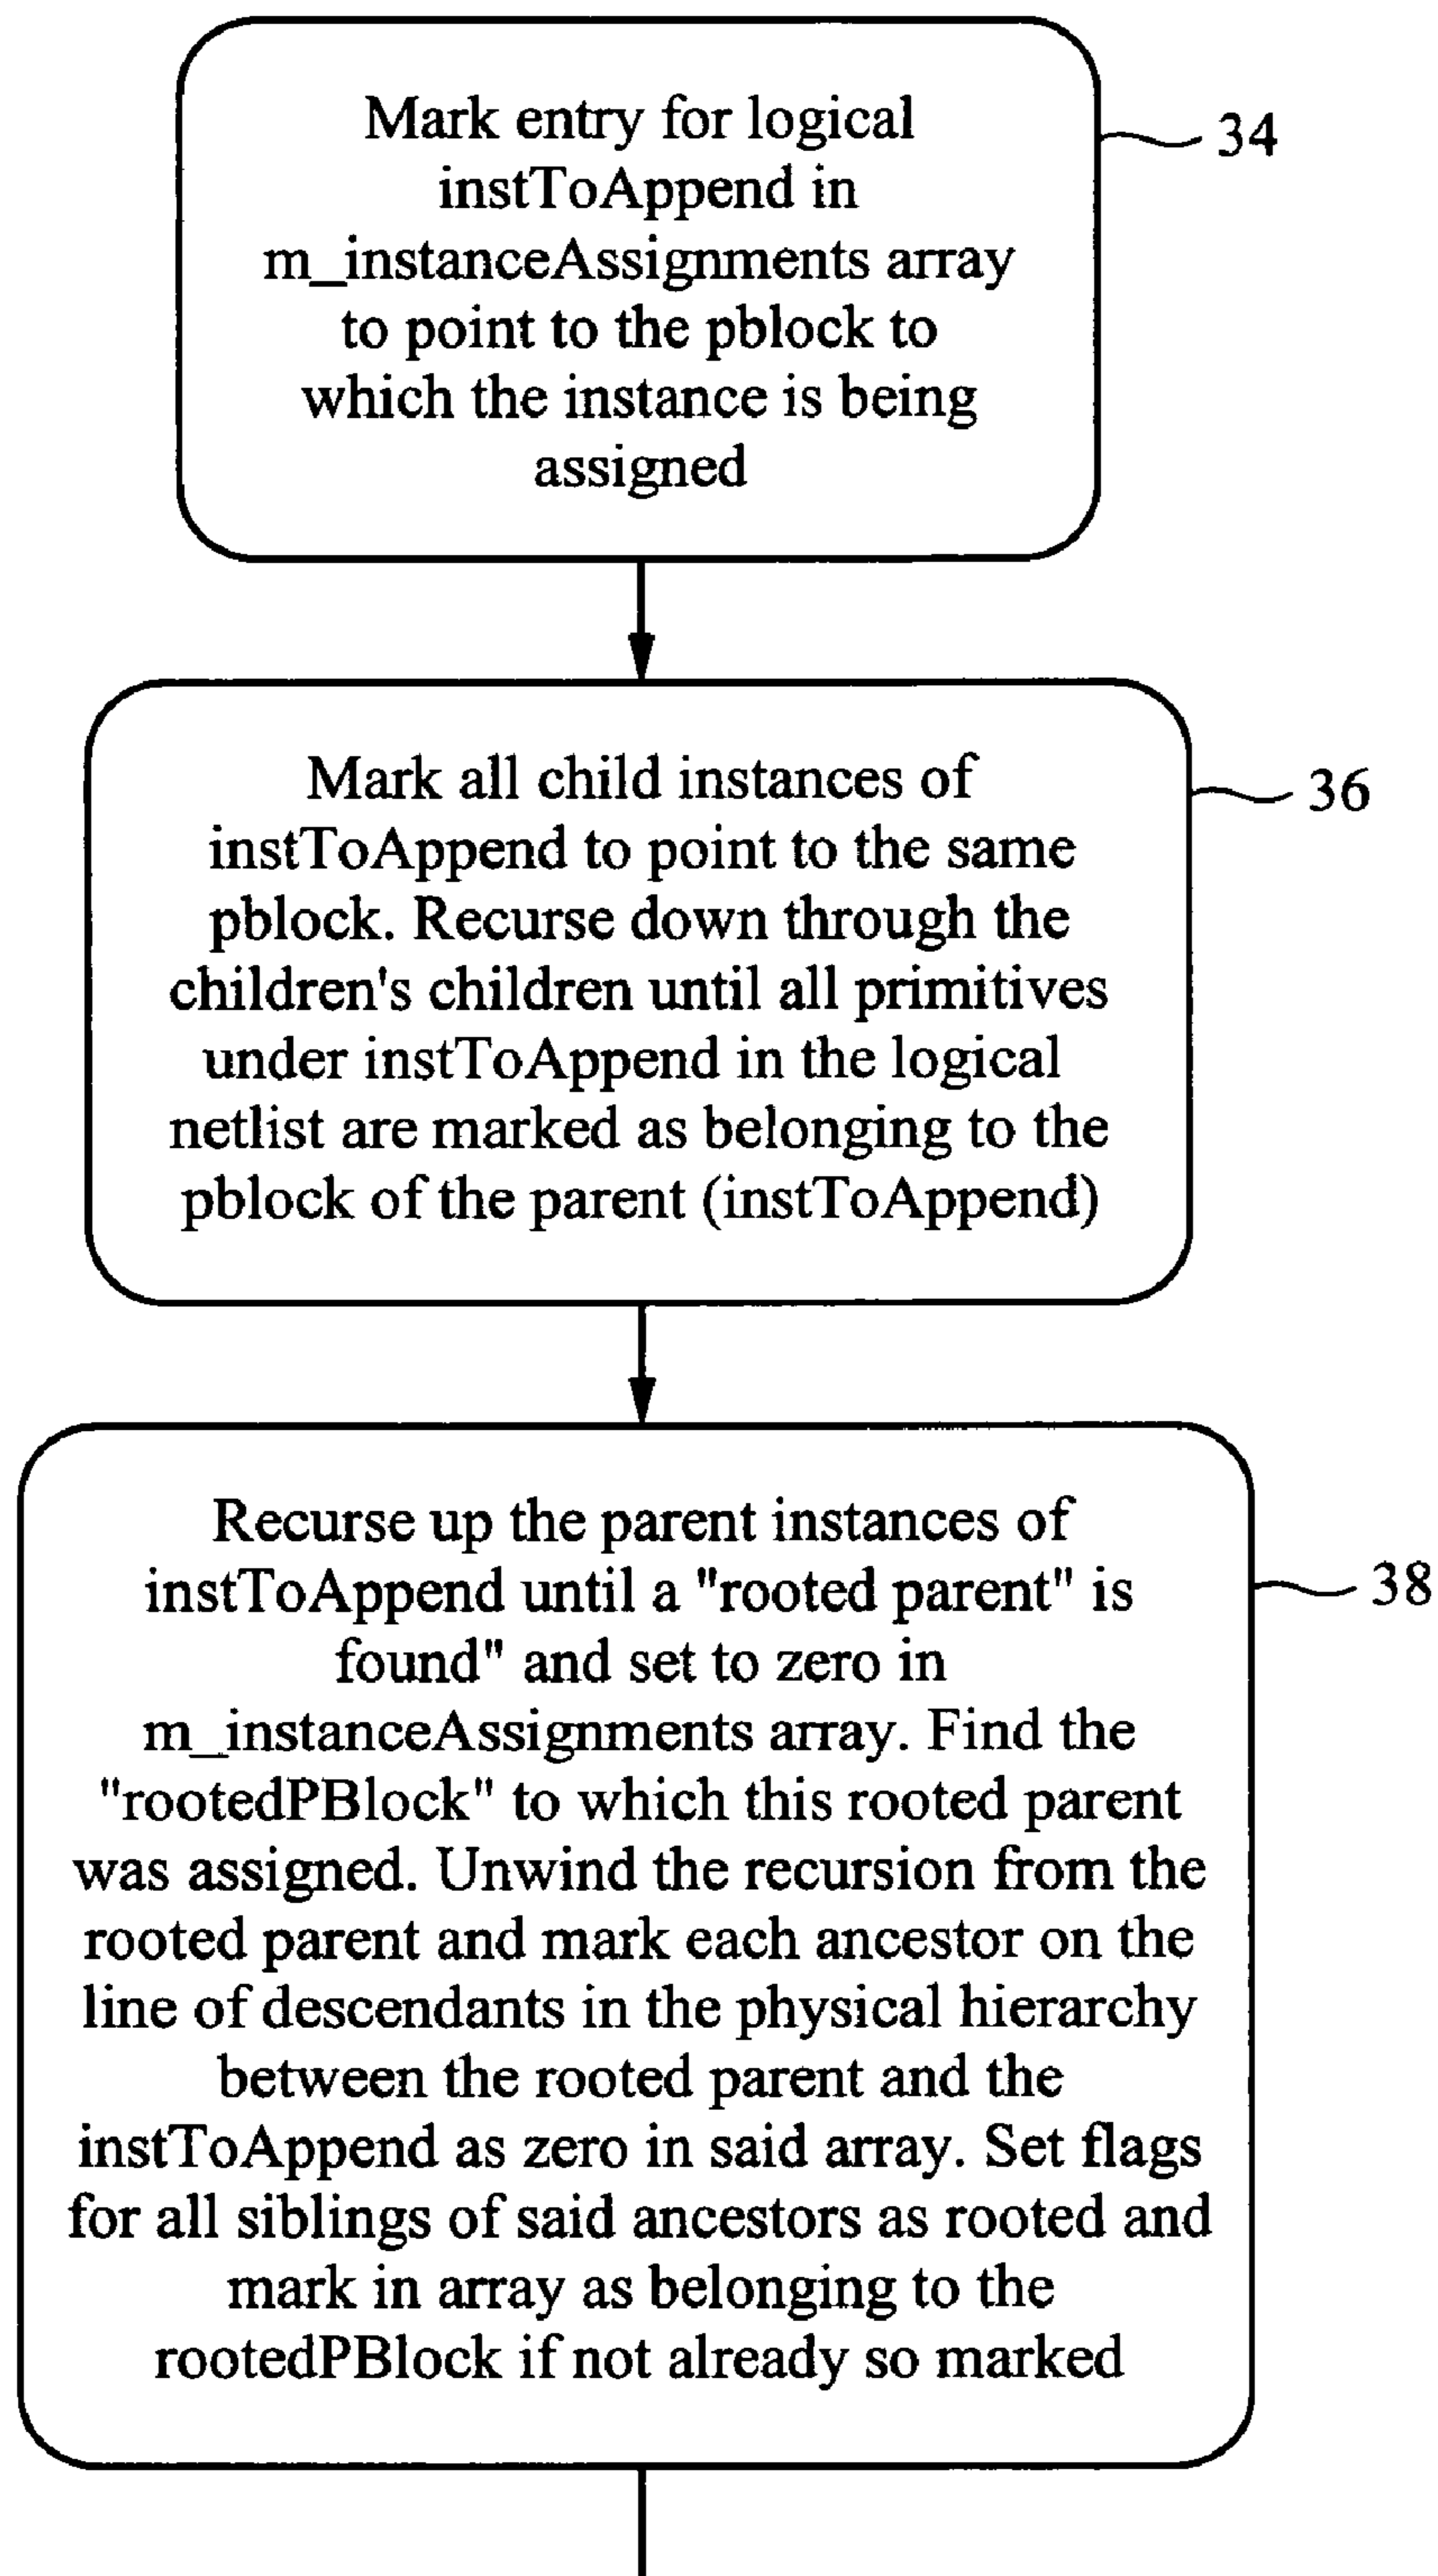 Mark entry for logical
instToAppend in
m_instanceAssignments array
to point to the pblock to
which the instance is being
assigned
34
Mark all child instances of
instToAppend to point to the same
pblock. Recurse down through the
children's children until all primitives
under instToAppend in the logical
netlist are marked as belonging to the
pblock of the parent (instToAppend)
36
Recurse up the parent instances of
instToAppend until a "rooted parent" is
found" and set to zero in
m_instanceAssignments array. Find the
"rootedPBlock" to which this rooted parent
was assigned. Unwind the recursion from the
rooted parent and mark each ancestor on the
line of descendants in the physical hierarchy
between the rooted parent and the
instToAppend as zero in said array. Set flags
for all siblings of said ancestors as rooted and
mark in array as belonging to the
rootedPBlock if not already so marked
38